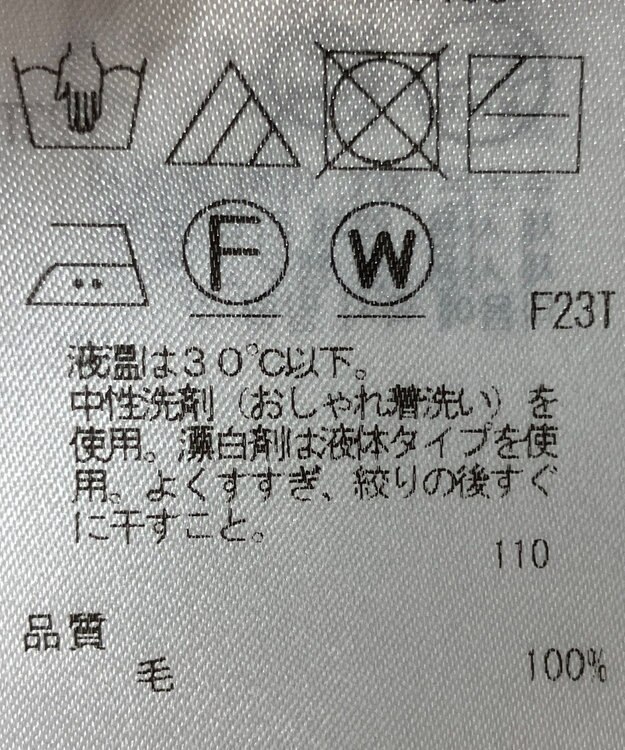 F
W
F23T
液温は３０℃以下。
中性洗剤（おしゃれ着洗い）を
使用。漂白剤は液体タイプを使
用。よくすすぎ、絞りの後すぐ
に干すこと。
110
品質
毛 100%